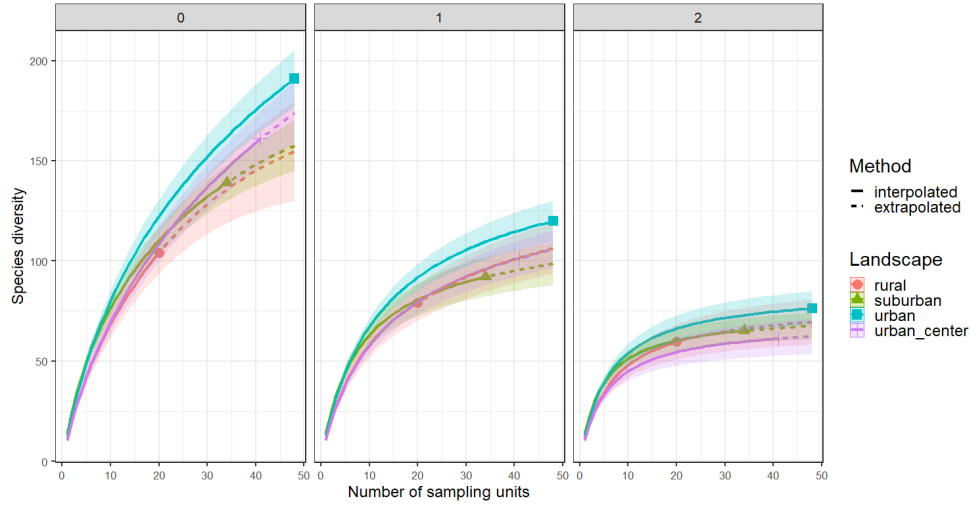 0 1 2
Species diversity
200
150
100
50
0
0 10 20 30 40 50 0 10 20 30 40 50 0 10 20 30 40 50
Number of sampling units
Method
interpolated
extrapolated
Landscape
rural
suburban
urban
urban_center